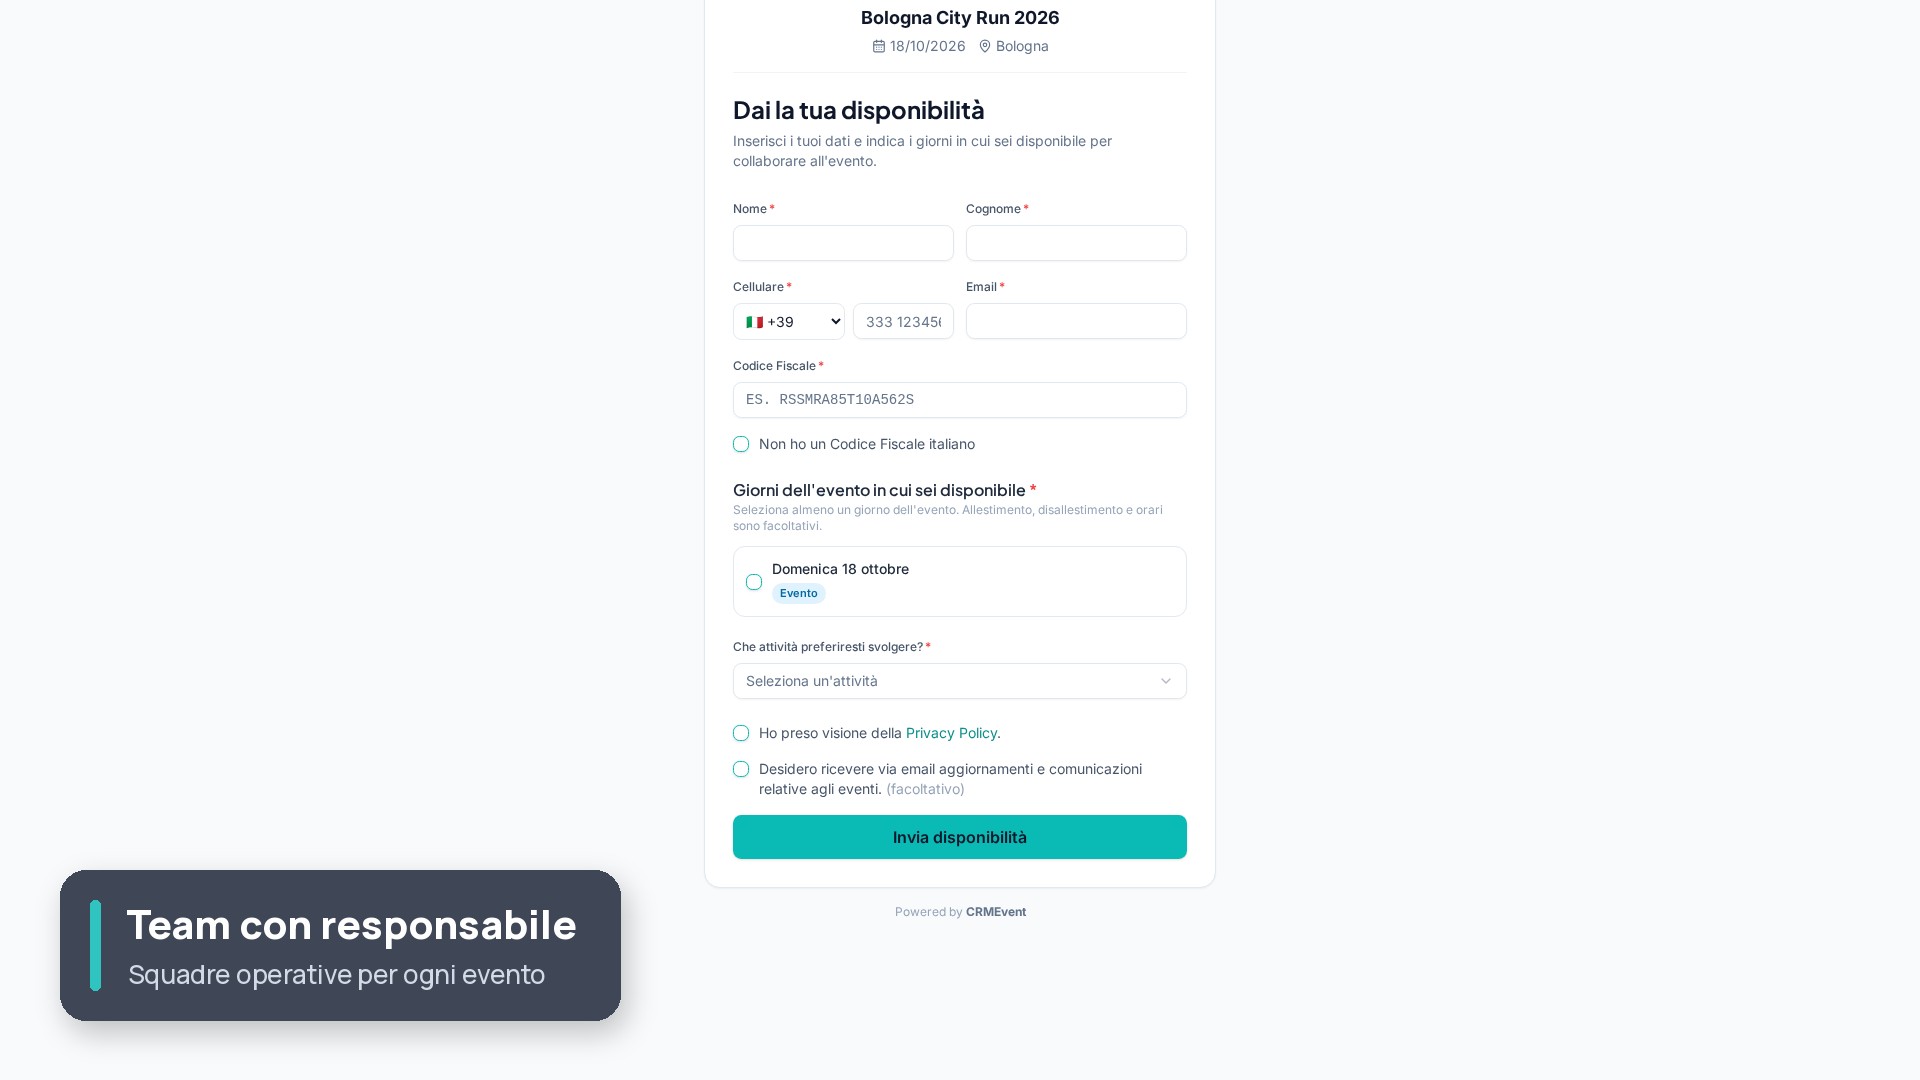 Bologna City Run 2026
18/10/2026 Bologna
Dai la tua disponibilità
Inserisci i tuoi dati e indica i giorni in cui sei disponibile per
collaborare all'evento.
Nome *
Cognome *
Cellulare *
Email *
+39
333 123456
Codice Fiscale *
ES. RSSMRA85T10A562S
Non ho un Codice Fiscale italiano
Giorni dell'evento in cui sei disponibile *
Seleziona almeno un giorno dell'evento. Allestimento, disallestimento e orari
sono facoltativi.
Domenica 18 ottobre
Evento
Che attività preferiresti svolgere? *
Seleziona un'attività
Ho preso visione della Privacy Policy.
Desidero ricevere via email aggiornamenti e comunicazioni
relative agli eventi. (facoltativo)
Invia disponibilità
Powered by CRMEvent
Team con responsabile
Squadre operative per ogni evento